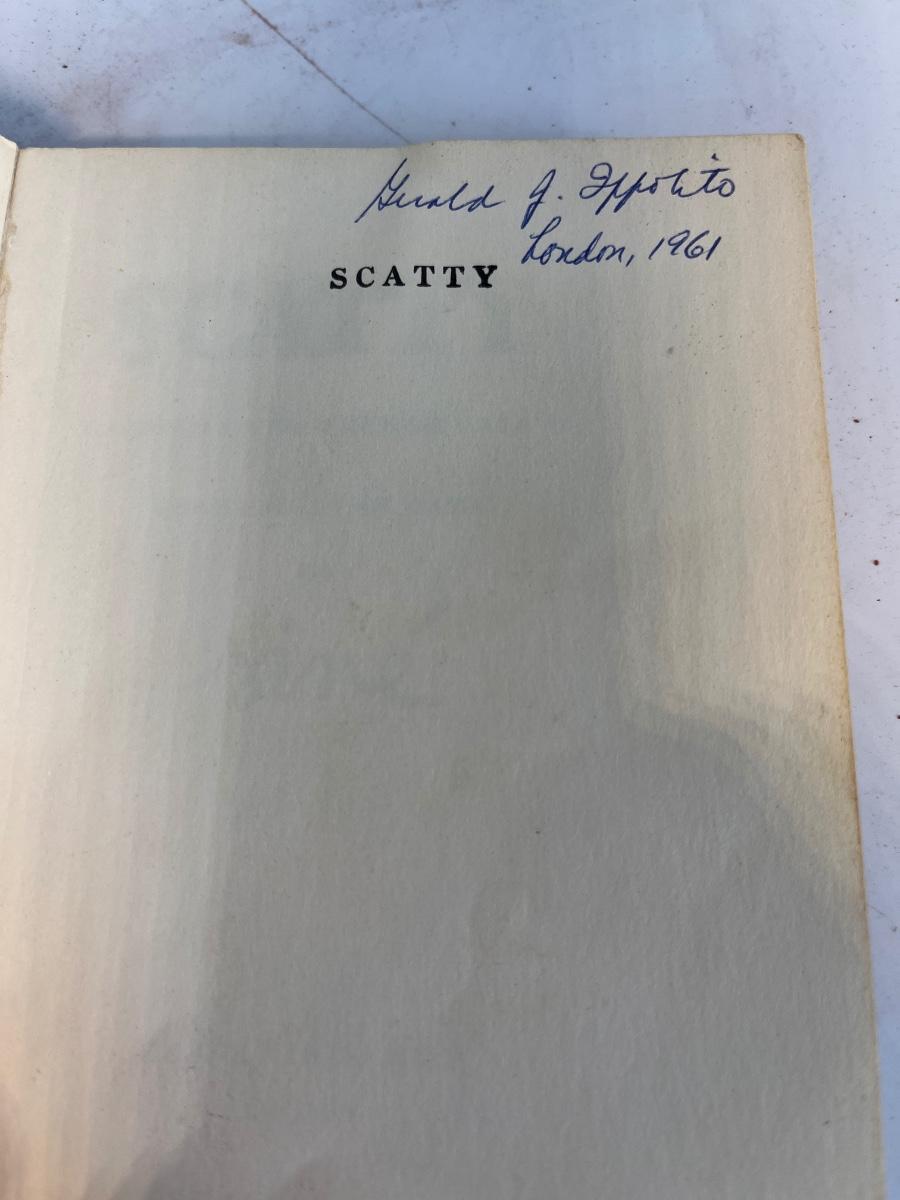 Gerald J. Ippolito
London, 1961
SCATTY